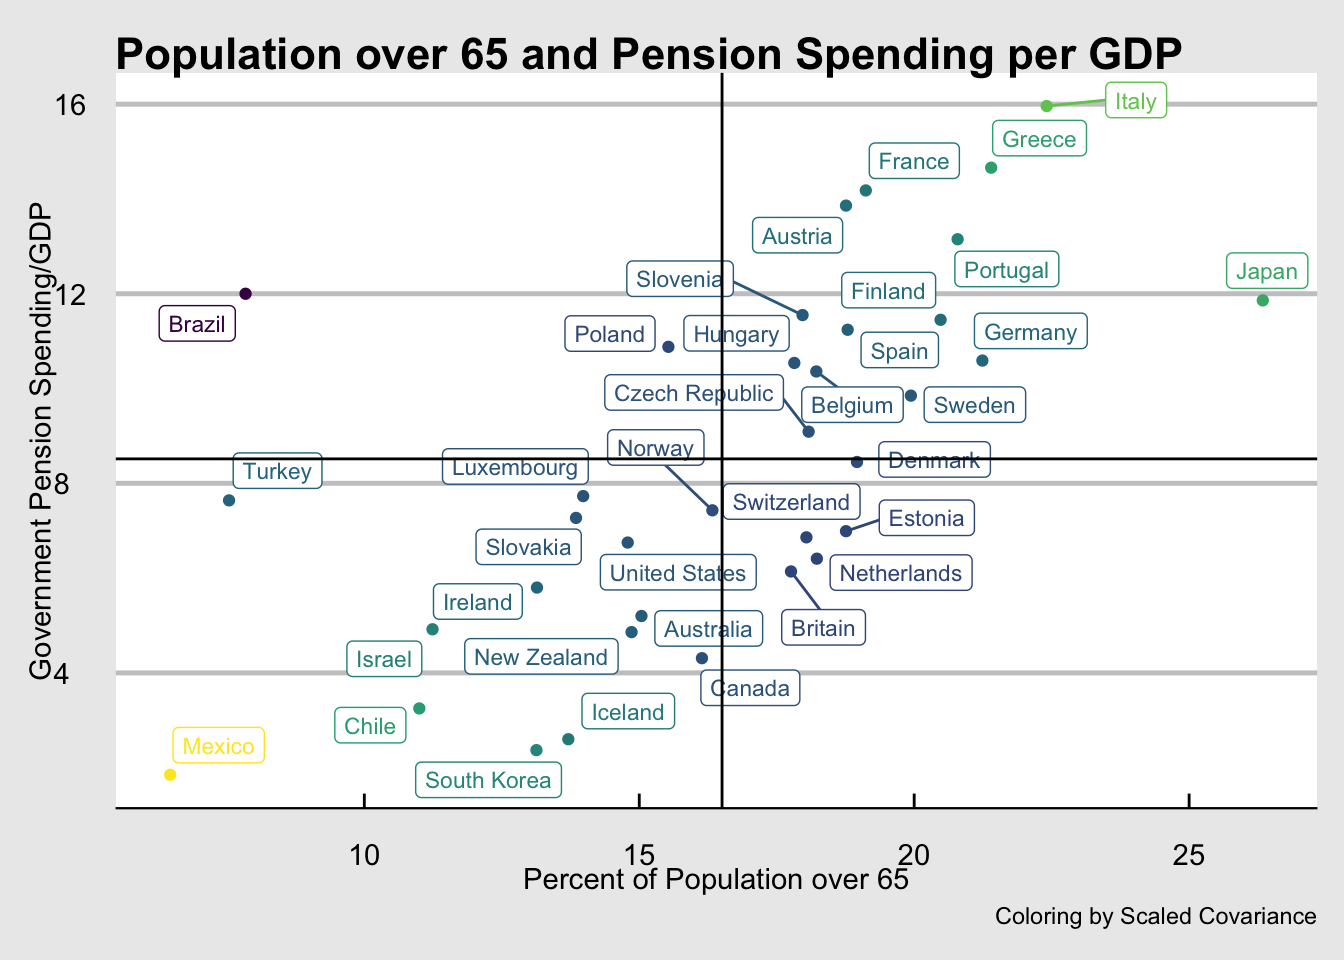 Population over 65 and Pension Spending per GDP
Government Pension Spending/GDP
16
12
8
4
Italy
Greece
France
Austria
Portugal
Japan
Slovenia
Finland
Brazil
Poland
Hungary
Spain
Germany
Czech Republic
Belgium
Sweden
Norway
Denmark
Luxembourg
Turkey
Switzerland
Estonia
Slovakia
United States
Netherlands
Ireland
Britain
Australia
Israel
New Zealand
Canada
Iceland
Chile
Mexico
South Korea
10
15
20
25
Percent of Population over 65
Coloring by Scaled Covariance